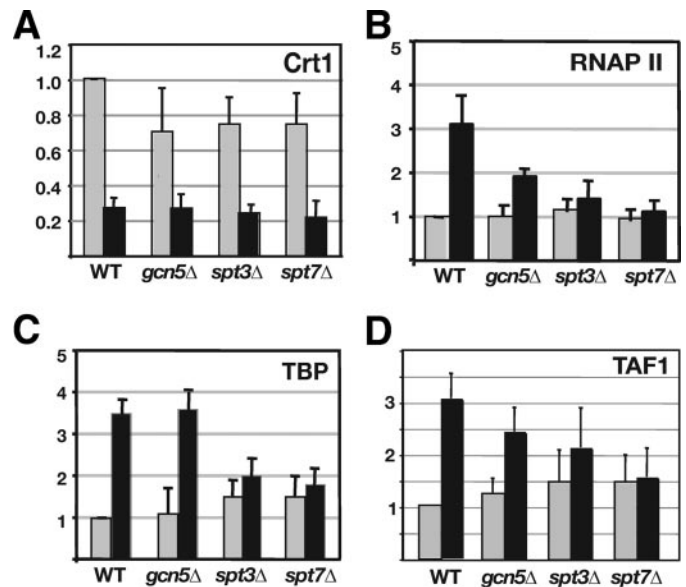 A
Crt1
1.2
1.0
0.8
0.6
0.4
0.2
WT gcn5Δ spt3Δ spt7Δ
B
RNAP II
5
4
3
2
1
WT gcn5Δ spt3Δ spt7Δ
C
TBP
5
4
3
2
1
WT gcn5Δ spt3Δ spt7Δ
D
TAF1
3
2
1
WT gcn5Δ spt3Δ spt7Δ